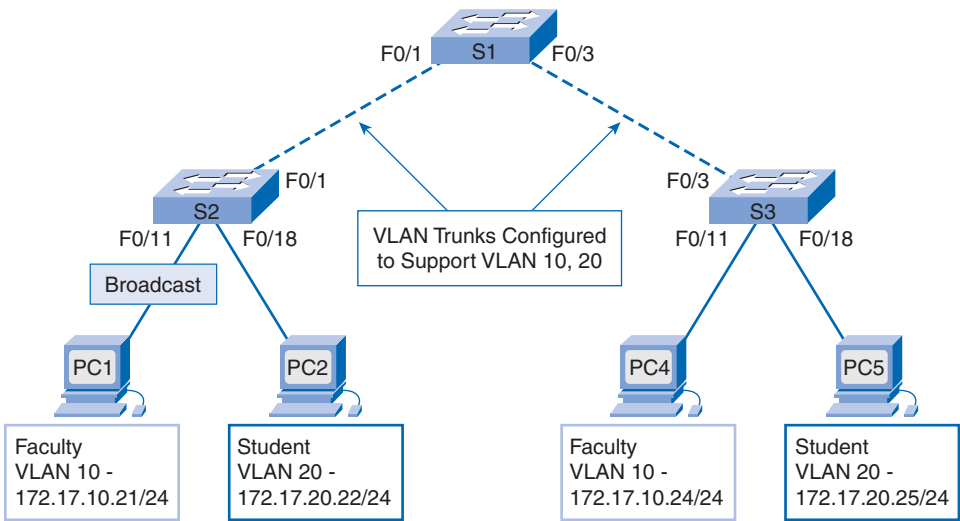 S1
F0/1
F0/3
F0/1
F0/3
S2
S3
F0/11
F0/18
VLAN Trunks Configured
to Support VLAN 10, 20
F0/11
F0/18
Broadcast
PC1
PC2
PC4
PC5
Faculty
VLAN 10 -
172.17.10.21/24
Student
VLAN 20 -
172.17.20.22/24
Faculty
VLAN 10 -
172.17.10.24/24
Student
VLAN 20 -
172.17.20.25/24